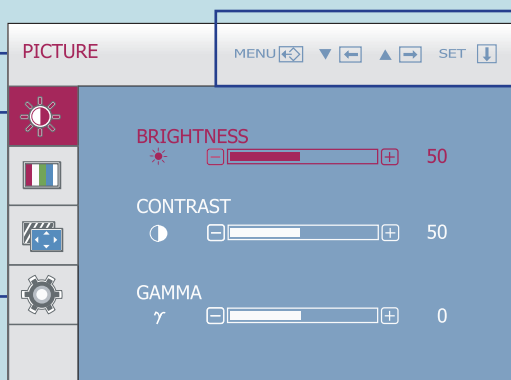 PICTURE
MENU ▼ ▲ SET
BRIGHTNESS
50
CONTRAST
50
GAMMA
γ 0